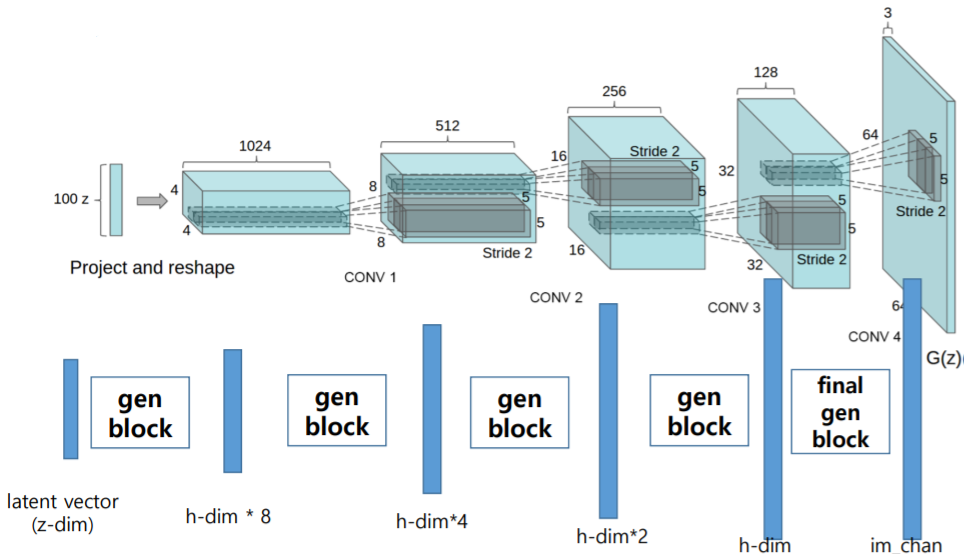 3
128
256
512
1024
64
5
5
Stride 2
16
Stride 2
5
5
32
8
5
5
4
4
100 z
8
Stride 2
16
5
5
Stride 2
32
Project and reshape
CONV 1
CONV 2
CONV 3
64
CONV 4
G(z)(
gen
block
gen
block
gen
block
gen
block
final
gen
block
latent vector
(z-dim)
h-dim * 8
h-dim*4
h-dim*2
h-dim
im_chan